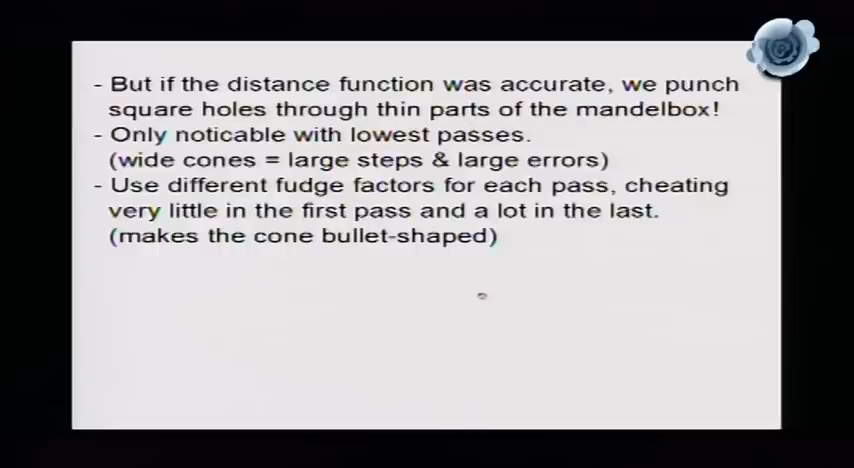 - But if the distance function was accurate, we punch
square holes through thin parts of the mandelbox!
- Only noticable with lowest passes.
(wide cones = large steps & large errors)
- Use different fudge factors for each pass, cheating
very little in the first pass and a lot in the last.
(makes the cone bullet-shaped)